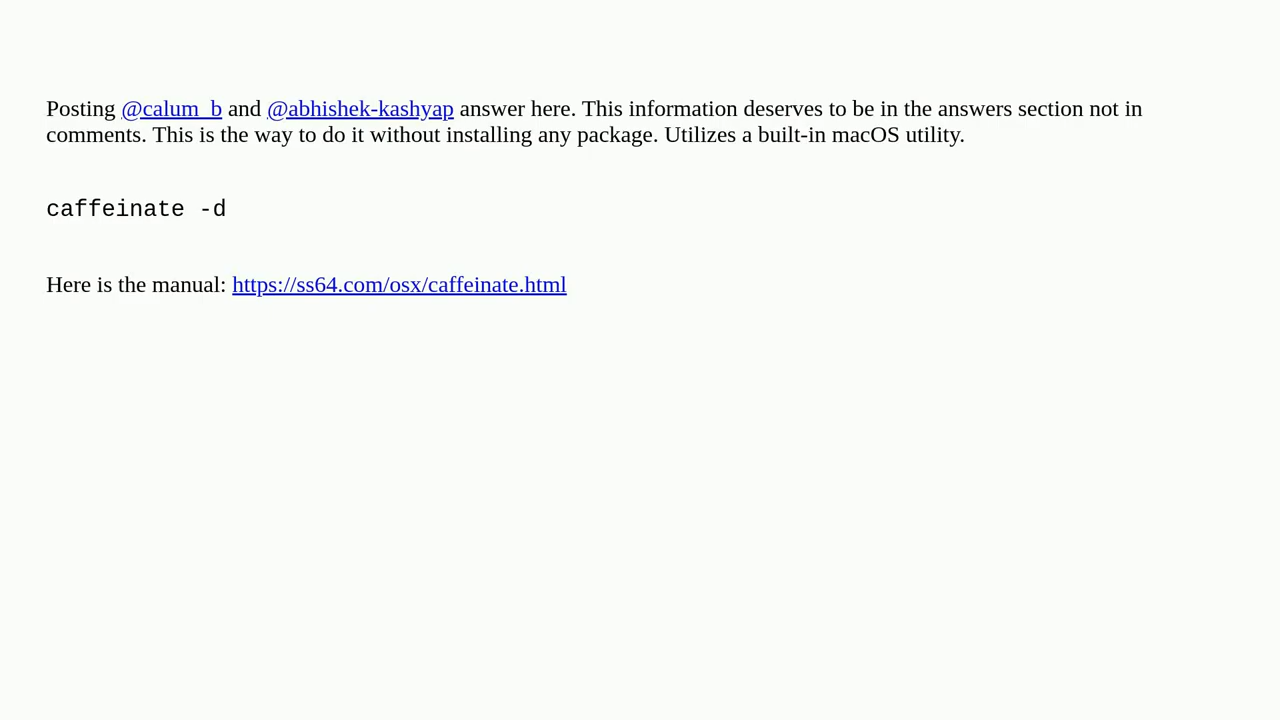 Posting @calum_b and @abhishek-kashyap answer here. This information deserves to be in the answers section not in
comments. This is the way to do it without installing any package. Utilizes a built-in macOS utility.
caffeinate -d
Here is the manual: https://ss64.com/osx/caffeinate.html